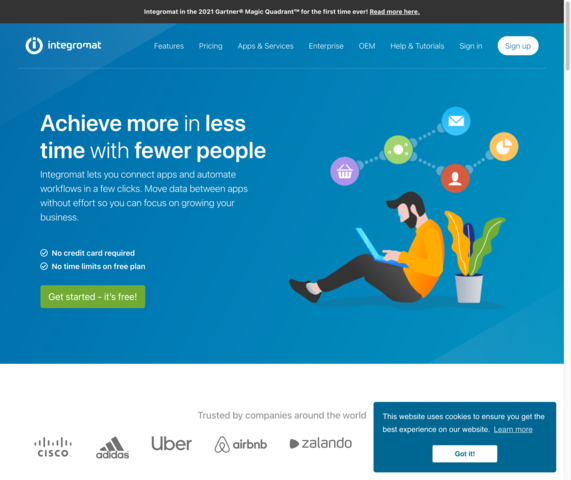 Integromat in the 2021 Gartner® Magic Quadrant™ for the first time ever! Read more here.
integromat
Features Pricing Apps & Services Enterprise OEM Help & Tutorials Sign in Sign up
Achieve more in less
time with fewer people
Integromat lets you connect apps and automate
workflows in a few clicks. Move data between apps
without effort so you can focus on growing your
business.
No credit card required
No time limits on free plan
Get started - it's free!
Trusted by companies around the world
CISCO
adidas
Uber
airbnb
zalando
This website uses cookies to ensure you get the
best experience on our website. Learn more
Got it!